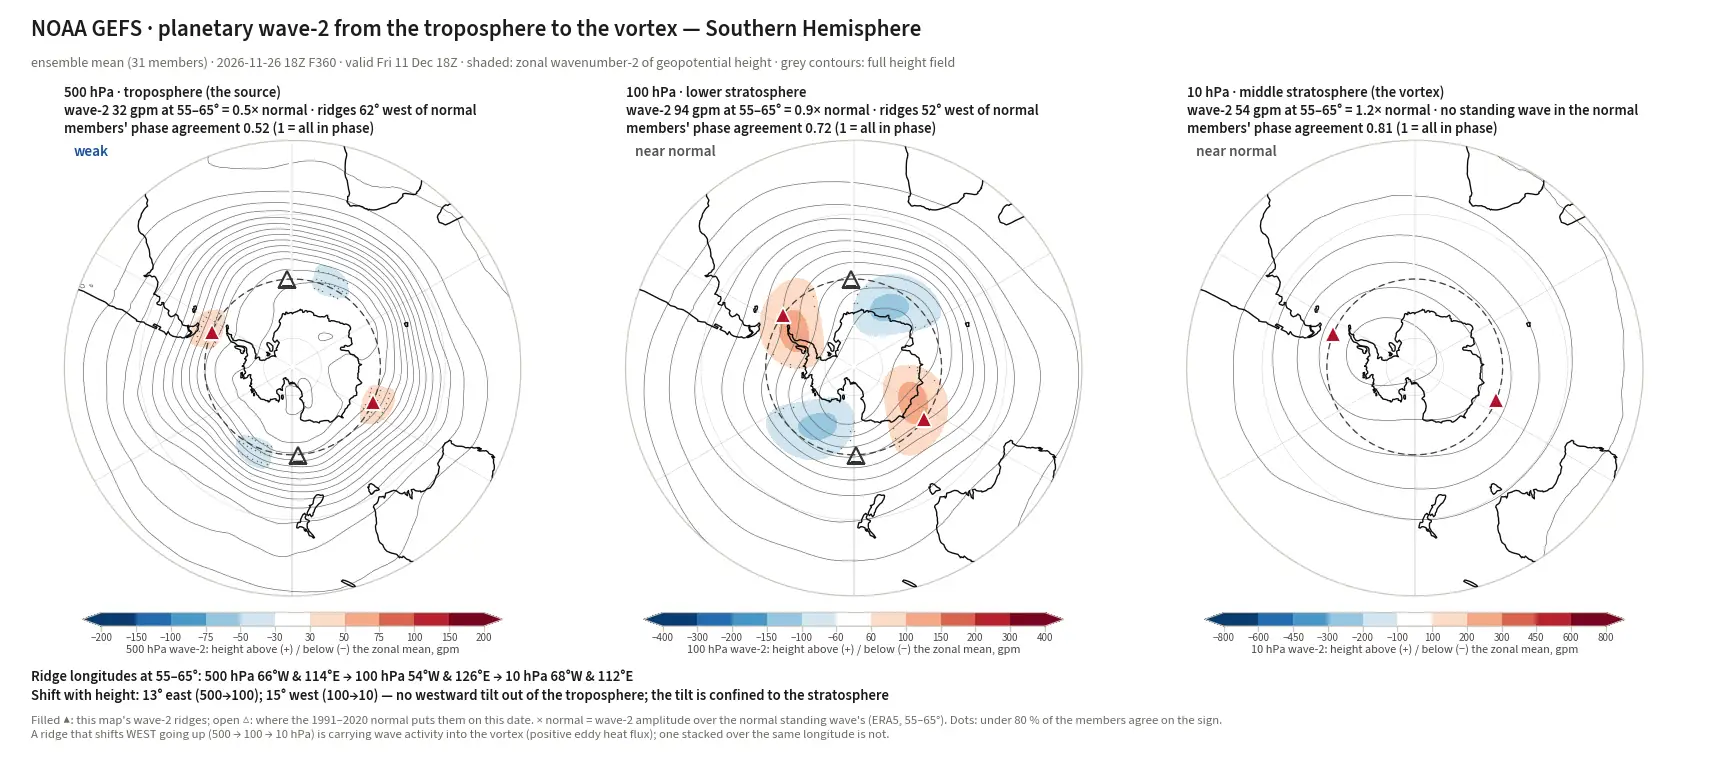 NOAA GEFS · planetary wave-2 from the troposphere to the vortex — Southern Hemisphere
ensemble mean (31 members) · 2026-11-26 18Z F360 · valid Fri 11 Dec 18Z · shaded: zonal wavenumber-2 of geopotential height · grey contours: full height field
500 hPa · troposphere (the source)
wave-2 32 gpm at 55–65° = 0.5× normal · ridges 62° west of normal
members' phase agreement 0.52 (1 = all in phase)
weak
100 hPa · lower stratosphere
wave-2 94 gpm at 55–65° = 0.9× normal · ridges 52° west of normal
members' phase agreement 0.72 (1 = all in phase)
near normal
10 hPa · middle stratosphere (the vortex)
wave-2 54 gpm at 55–65° = 1.2× normal · no standing wave in the normal
members' phase agreement 0.81 (1 = all in phase)
near normal
−200 −150 −100 −75 −50 −30 30 50 75 100 150 200
500 hPa wave-2: height above (+) / below (−) the zonal mean, gpm
−400 −300 −200 −150 −100 −60 60 100 150 200 300 400
100 hPa wave-2: height above (+) / below (−) the zonal mean, gpm
−800 −600 −450 −300 −200 −100 100 200 300 450 600 800
10 hPa wave-2: height above (+) / below (−) the zonal mean, gpm
Ridge longitudes at 55–65°: 500 hPa 66°W & 114°E → 100 hPa 54°W & 126°E → 10 hPa 68°W & 112°E
Shift with height: 13° east (500→100); 15° west (100→10) — no westward tilt out of the troposphere; the tilt is confined to the stratosphere
Filled ▲: this map's wave-2 ridges; open △: where the 1991–2020 normal puts them on this date. × normal = wave-2 amplitude over the normal standing wave's (ERA5, 55–65°). Dots: under 80 % of the members agree on the sign.
A ridge that shifts WEST going up (500 → 100 → 10 hPa) is carrying wave activity into the vortex (positive eddy heat flux); one stacked over the same longitude is not.